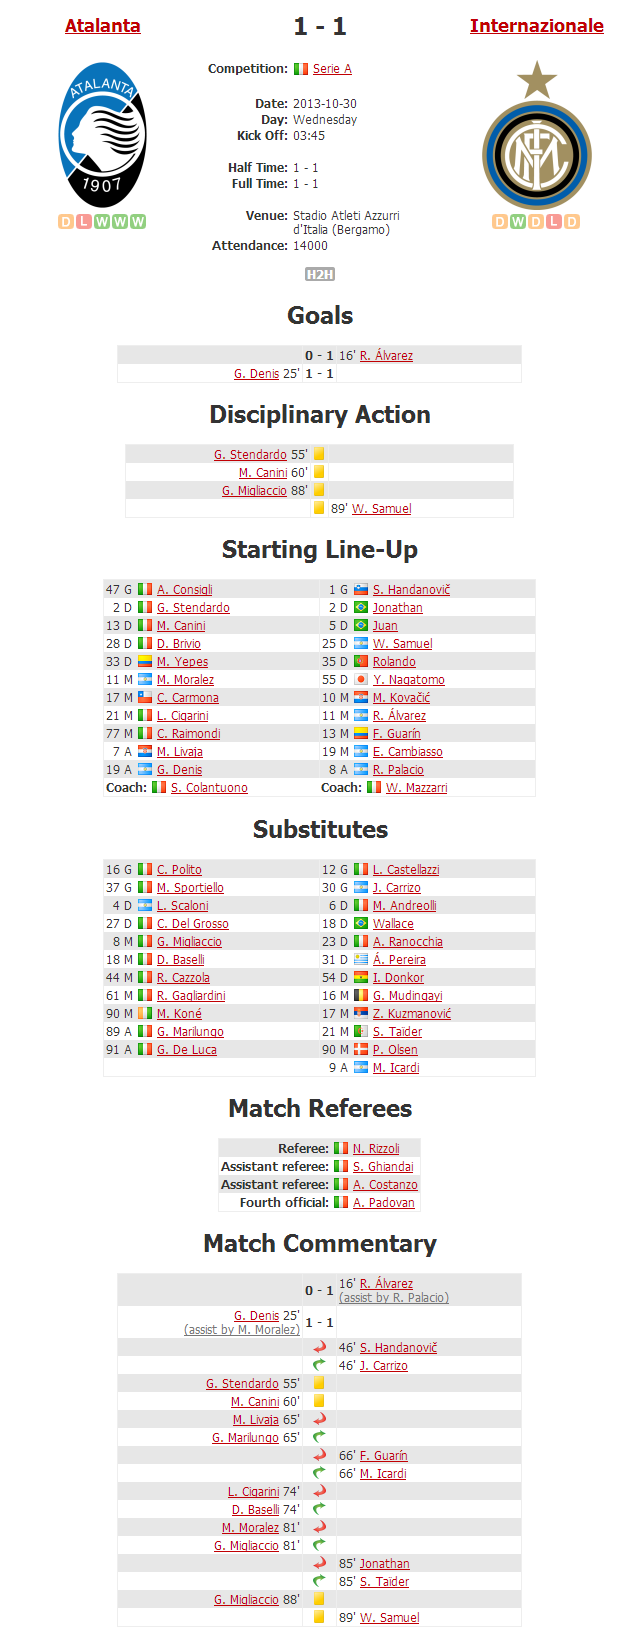 Atalanta 1 - 1 Internazionale
Competition: Serie A
ATALANTA
1907
Date: 2013-10-30
Day: Wednesday
Kick Off: 03:45
Half Time: 1 - 1
Full Time: 1 - 1
Venue: Stadio Atleti Azzurri
d'Italia (Bergamo)
Attendance: 14000
D L W W W
D W D L D
H2H
Goals
0 - 1 16' R. Álvarez
G. Denis 25' 1 - 1
Disciplinary Action
G. Stendardo 55'
M. Canini 60'
G. Migliaccio 88'
89' W. Samuel
Starting Line-Up
47 G A. Consigli 1 G S. Handanovič
2 D G. Stendardo 2 D Jonathan
13 D M. Canini 5 D Juan
28 D D. Brivio 25 D W. Samuel
33 D M. Yepes 35 D Rolando
11 M M. Moralez 55 D Y. Nagatomo
17 M C. Carmona 10 M M. Kovačić
21 M L. Cigarini 11 M R. Álvarez
77 M C. Raimondi 13 M F. Guarín
7 A M. Livaja 19 M E. Cambiasso
19 A G. Denis 8 A R. Palacio
Coach: S. Colantuono Coach: W. Mazzarri
Substitutes
16 G C. Polito 12 G L. Castellazzi
37 G M. Sportiello 30 G J. Carrizo
4 D L. Scaloni 6 D M. Andreolli
27 D C. Del Grosso 18 D Wallace
8 M G. Migliaccio 23 D A. Ranocchia
18 M D. Baselli 31 D Á. Pereira
44 M R. Cazzola 54 D I. Donkor
61 M R. Gagliardini 16 M G. Mudingayi
90 M M. Koné 17 M Z. Kuzmanović
89 A G. Marilungo 21 M S. Taïder
91 A G. De Luca 90 M P. Olsen
9 A M. Icardi
Match Referees
Referee: N. Rizzoli
Assistant referee: S. Ghiandai
Assistant referee: A. Costanzo
Fourth official: A. Padovan
Match Commentary
0 - 1 16' R. Álvarez
(assist by R. Palacio)
G. Denis 25' 1 - 1
(assist by M. Moralez)
46' S. Handanovič
46' J. Carrizo
G. Stendardo 55'
M. Canini 60'
M. Livaja 65'
G. Marilungo 65'
66' F. Guarín
66' M. Icardi
L. Cigarini 74'
D. Baselli 74'
M. Moralez 81'
G. Migliaccio 81'
85' Jonathan
85' S. Taïder
G. Migliaccio 88'
89' W. Samuel